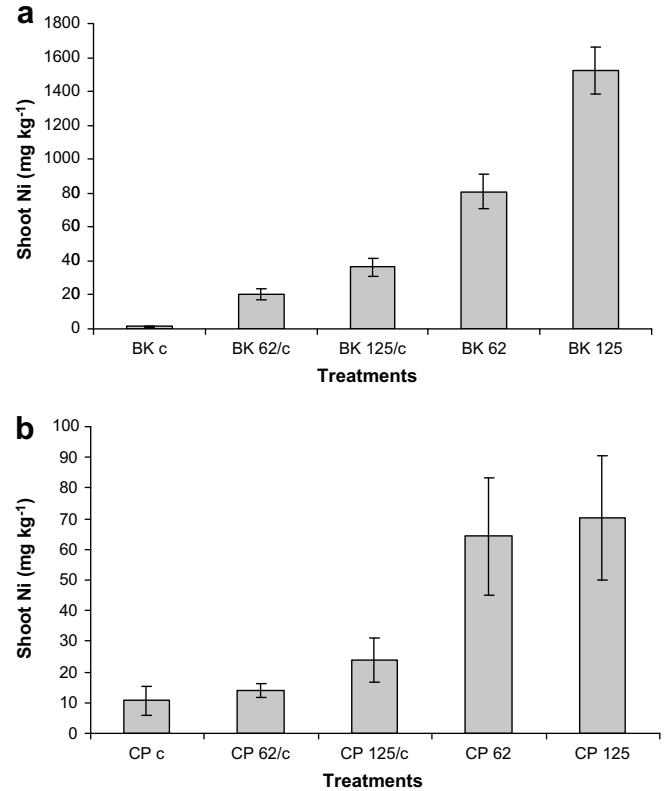 a
1800
1600
1400
1200
1000
80
60
40
20
0
Shoot Ni (mg kg-1)
BK c BK 62/c BK 125/c BK 62 BK 125
Treatments
b
100
90
80
70
60
50
40
30
20
10
0
Shoot Ni (mg kg-1)
CP c CP 62/c CP 125/c CP 62 CP 125
Treatments